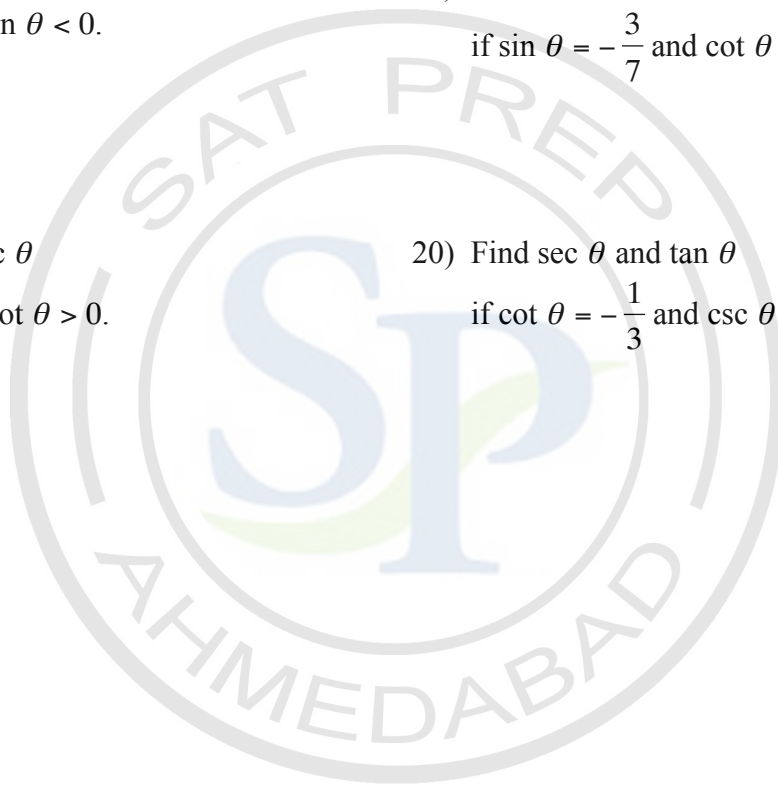 n θ < 0.
if sin θ = − 3/7 and cot θ
c θ
ot θ > 0.
20) Find sec θ and tan θ
if cot θ = − 1/3 and csc θ
SAT PREP
SP
AHMEDABAD